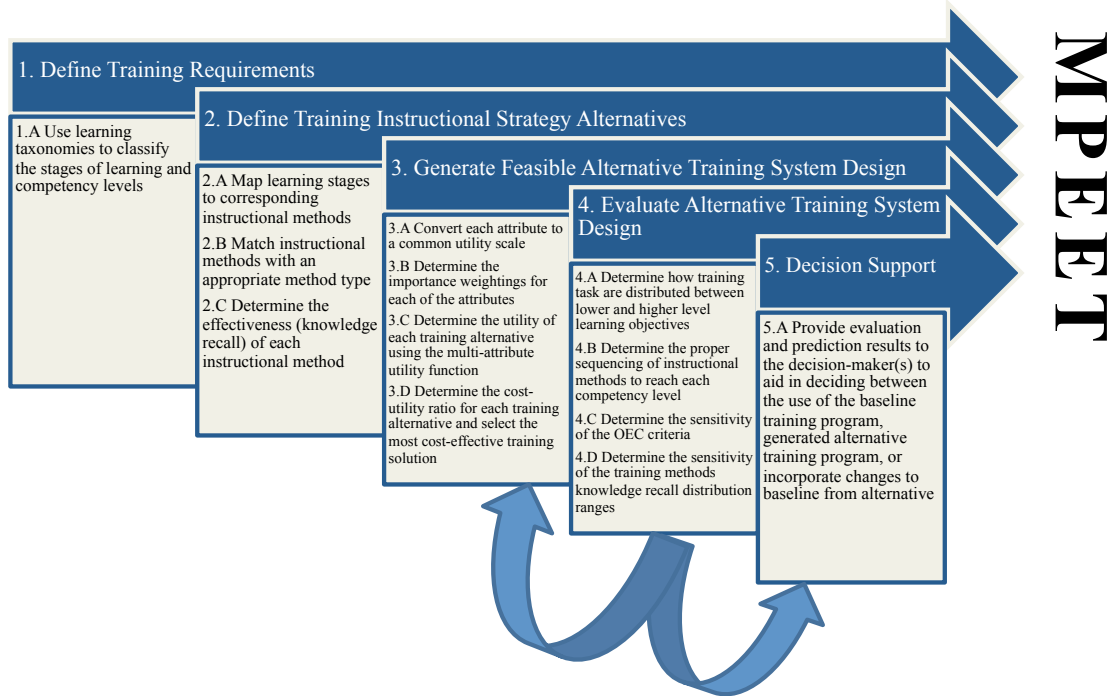 1. Define Training Requirements
1.A Use learning
taxonomies to classify
the stages of learning and
competency levels
2. Define Training Instructional Strategy Alternatives
2.A Map learning stages
to corresponding
instructional methods
2.B Match instructional
methods with an
appropriate method type
2.C Determine the
effectiveness (knowledge
recall) of each
instructional method
3. Generate Feasible Alternative Training System Design
3.A Convert each attribute to
a common utility scale
3.B Determine the
importance weightings for
each of the attributes
3.C Determine the utility of
each training alternative
using the multi-attribute
utility function
3.D Determine the cost-
utility ratio for each training
alternative and select the
most cost-effective training
solution
4. Evaluate Alternative Training System
Design
4.A Determine how training
task are distributed between
lower and higher level
learning objectives
4.B Determine the proper
sequencing of instructional
methods to reach each
competency level
4.C Determine the sensitivity
of the OEC criteria
4.D Determine the sensitivity
of the training methods
knowledge recall distribution
ranges
5. Decision Support
5.A Provide evaluation
and prediction results to
the decision-maker(s) to
aid in deciding between
the use of the baseline
training program,
generated alternative
training program, or
incorporate changes to
baseline from alternative
MPEET